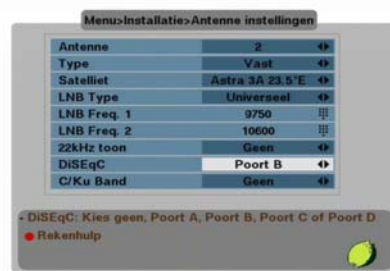 Menu>Installatie>Antenne instellingen
Antenne 2
Type Vast
Satelliet Astra 3A 23.5°E
LNB Type Universeel
LNB Freq. 1 9750
LNB Freq. 2 10600
22kHz toon Geen
DiSEqC Poort B
C/Ku Band Geen
- DiSEqC: Kies geen, Poort A, Poort B, Poort C of Poort D
Rekenhulp